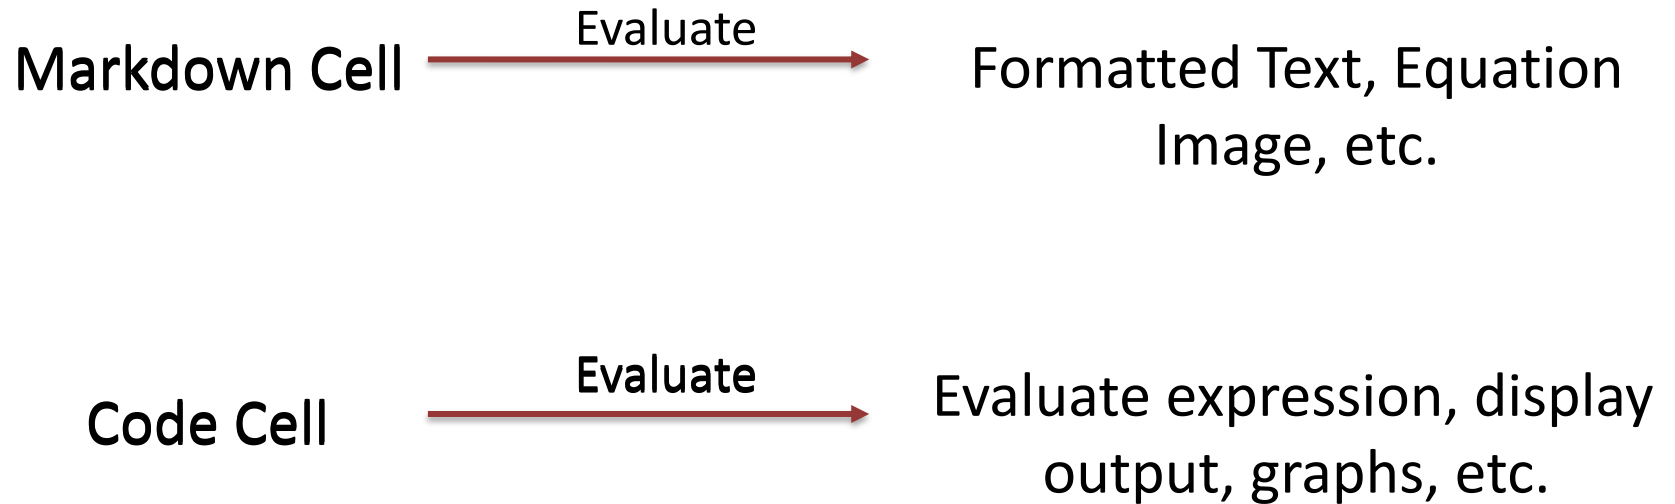 Evaluate
Markdown Cell
Formatted Text, Equation
Image, etc.
Evaluate
Code Cell
Evaluate expression, display
output, graphs, etc.